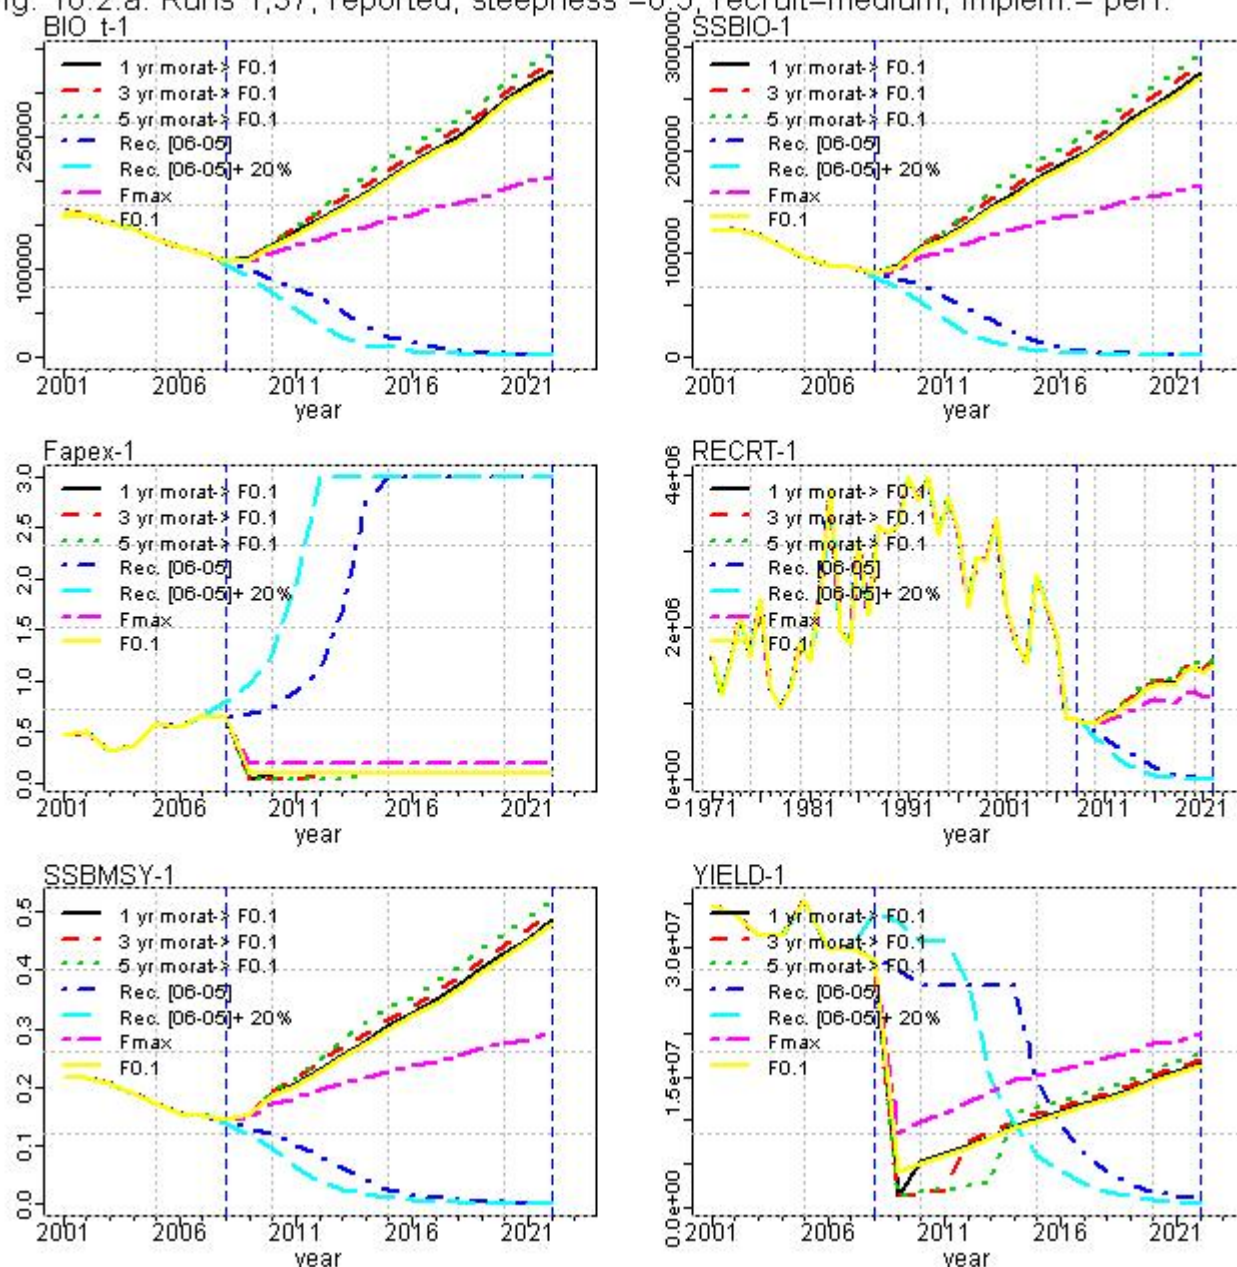 g. 10.2.a. Runs 1,37, reported, steepness =0.5, recruit=medium, implem.= perf.
BIO_t-1
1 yr morat-> F0.1
3 yr morat-> F0.1
5 yr morat-> F0.1
Rec. [06-05]
Rec. [06-05]+ 20%
Fmax
F0.1
250000
100000
0
2001 2006 2011 2016 2021
year
SSBIO-1
1 yr morat-> F0.1
3 yr morat-> F0.1
5 yr morat-> F0.1
Rec. [06-05]
Rec. [06-05]+ 20%
Fmax
F0.1
300000
200000
100000
0
2001 2006 2011 2016 2021
year
Fapex-1
1 yr morat-> F0.1
3 yr morat-> F0.1
5 yr morat-> F0.1
Rec. [06-05]
Rec. [06-05]+ 20%
Fmax
F0.1
3.0
2.5
2.0
1.5
1.0
0.5
0.0
2001 2006 2011 2016 2021
year
RECRT-1
1 yr morat-> F0.1
3 yr morat-> F0.1
5 yr morat-> F0.1
Rec. [06-05]
Rec. [06-05]+ 20%
Fmax
F0.1
4e+06
2e+06
0e+00
1971 1981 1991 2001 2011 2021
year
SSBMSY-1
1 yr morat-> F0.1
3 yr morat-> F0.1
5 yr morat-> F0.1
Rec. [06-05]
Rec. [06-05]+ 20%
Fmax
F0.1
0.5
0.4
0.3
0.2
0.1
0.0
2001 2006 2011 2016 2021
year
YIELD-1
1 yr morat-> F0.1
3 yr morat-> F0.1
5 yr morat-> F0.1
Rec. [06-05]
Rec. [06-05]+ 20%
Fmax
F0.1
3.0e+07
1.5e+07
0.0e+00
2001 2006 2011 2016 2021
year